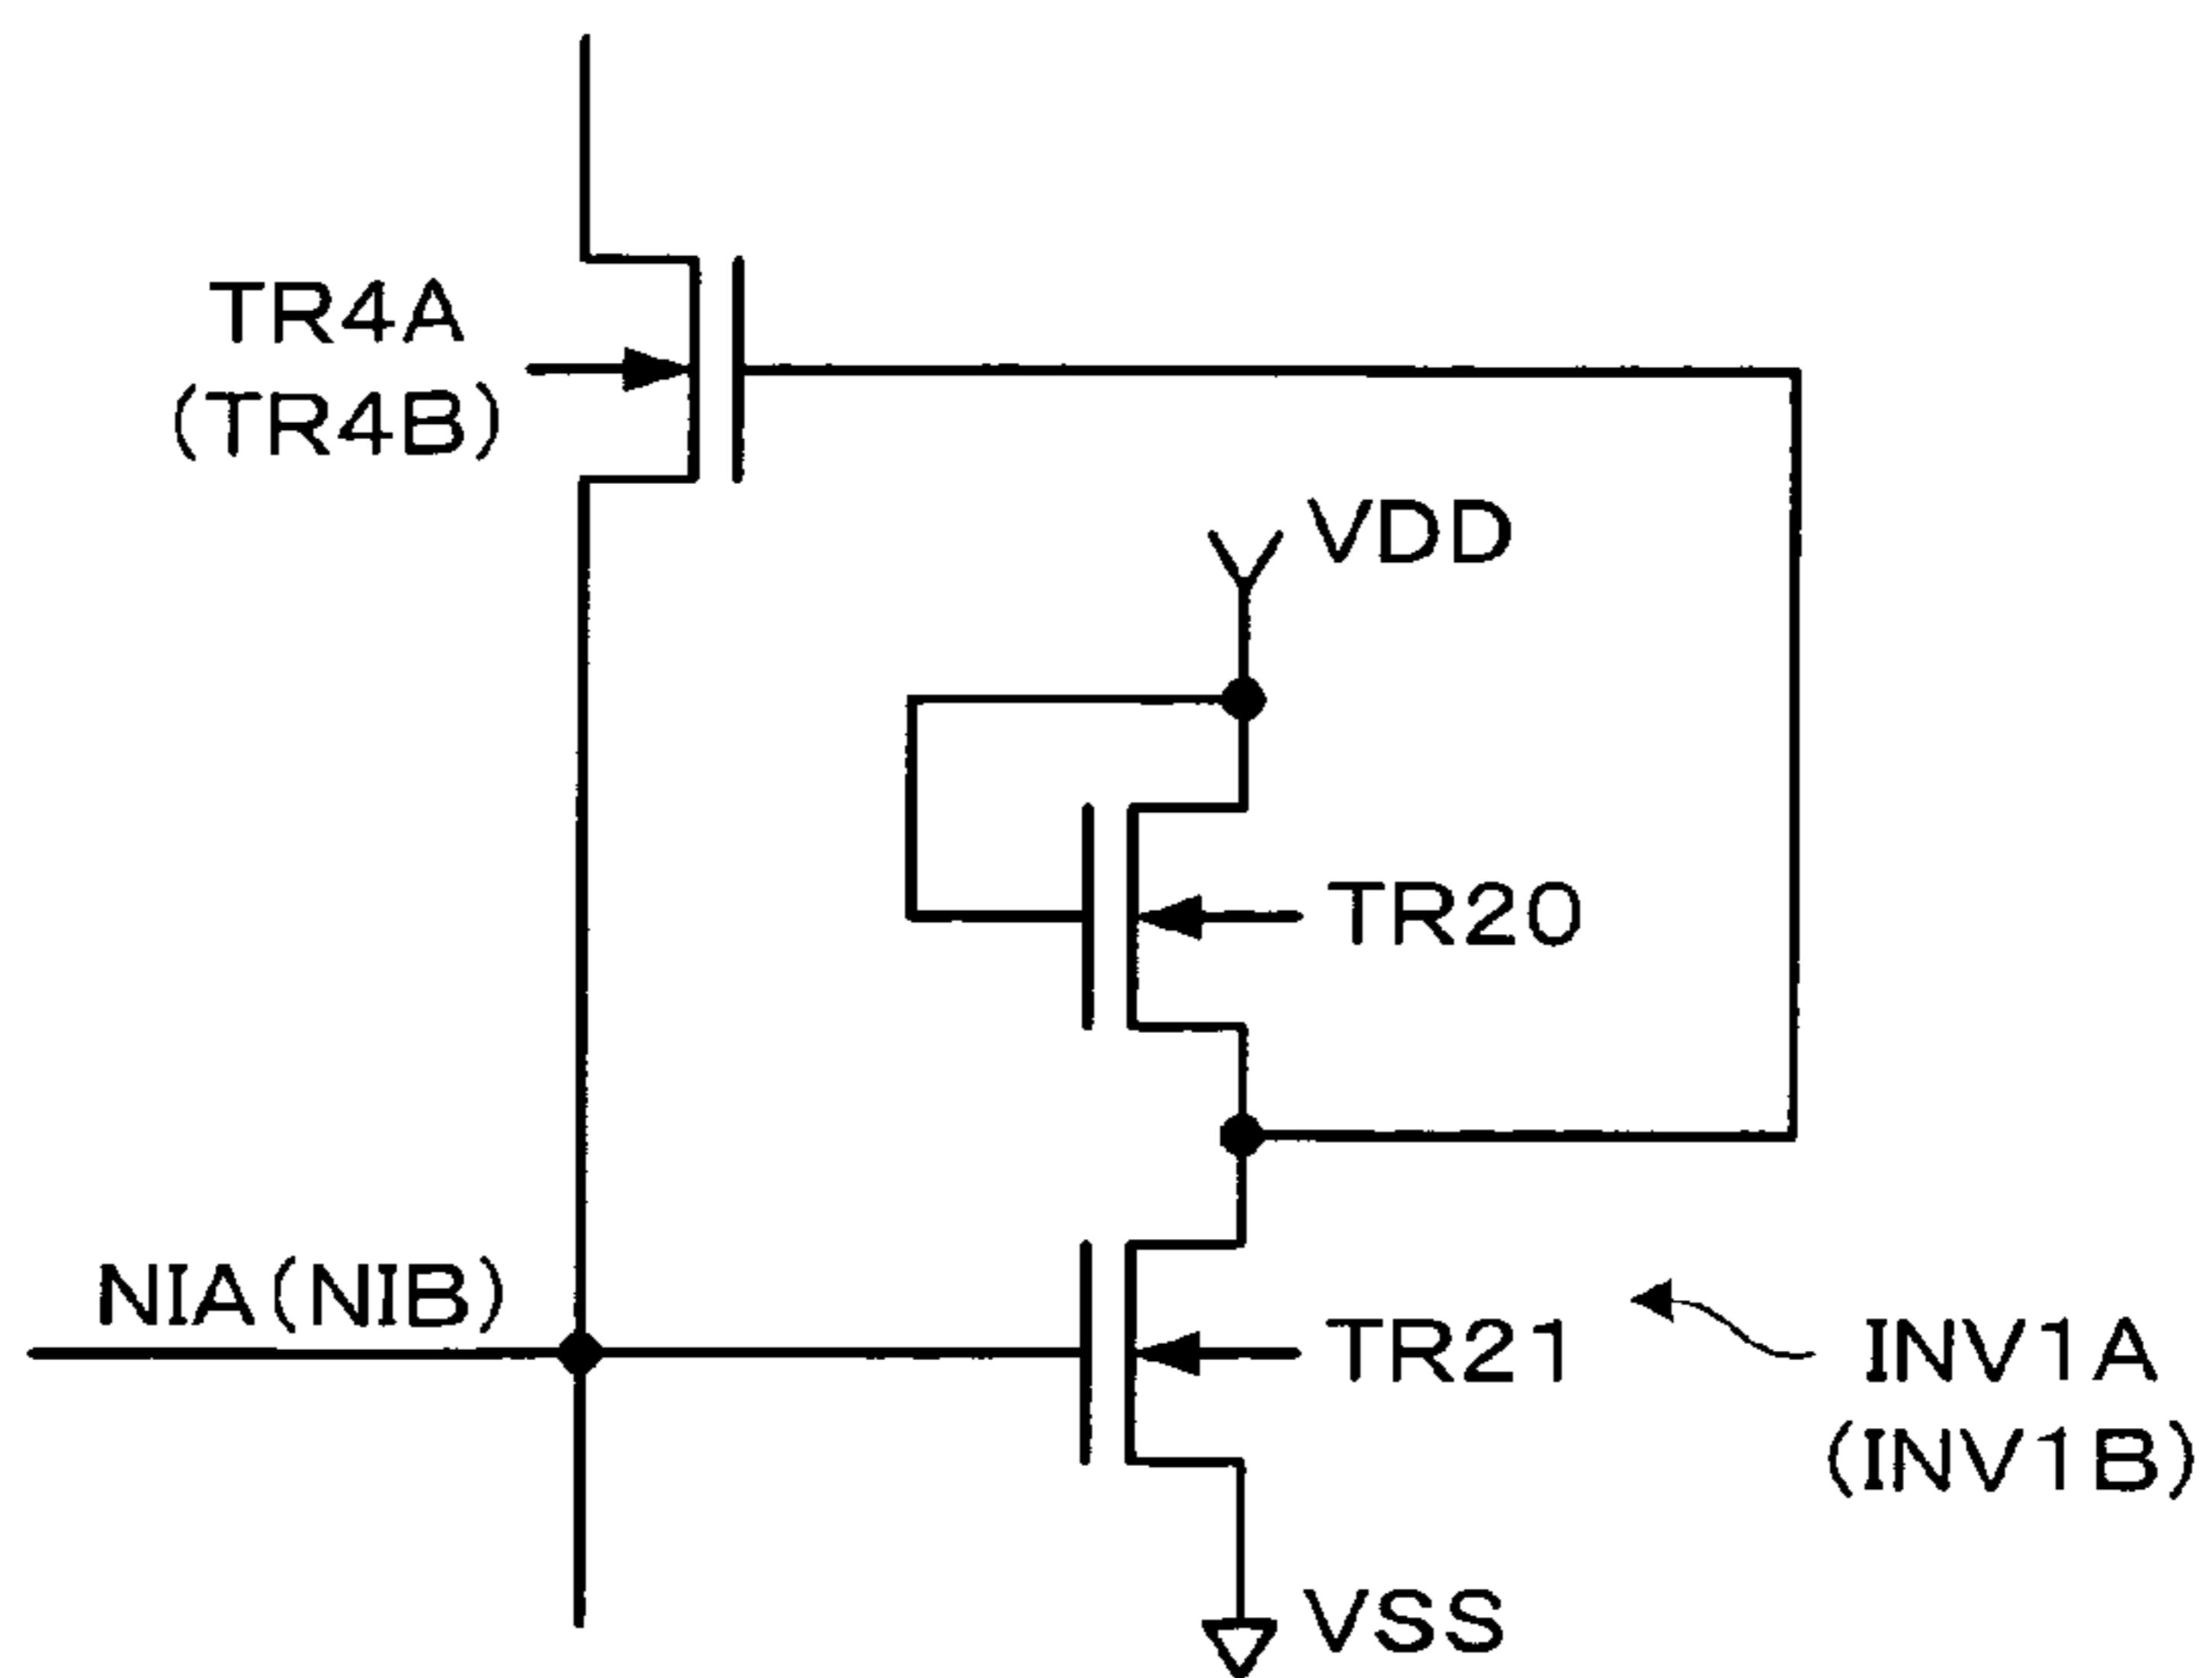 TR4A
(TR4B)
VDD
TR20
NIA(NIB)
TR21
INV1A
(INV1B)
VSS